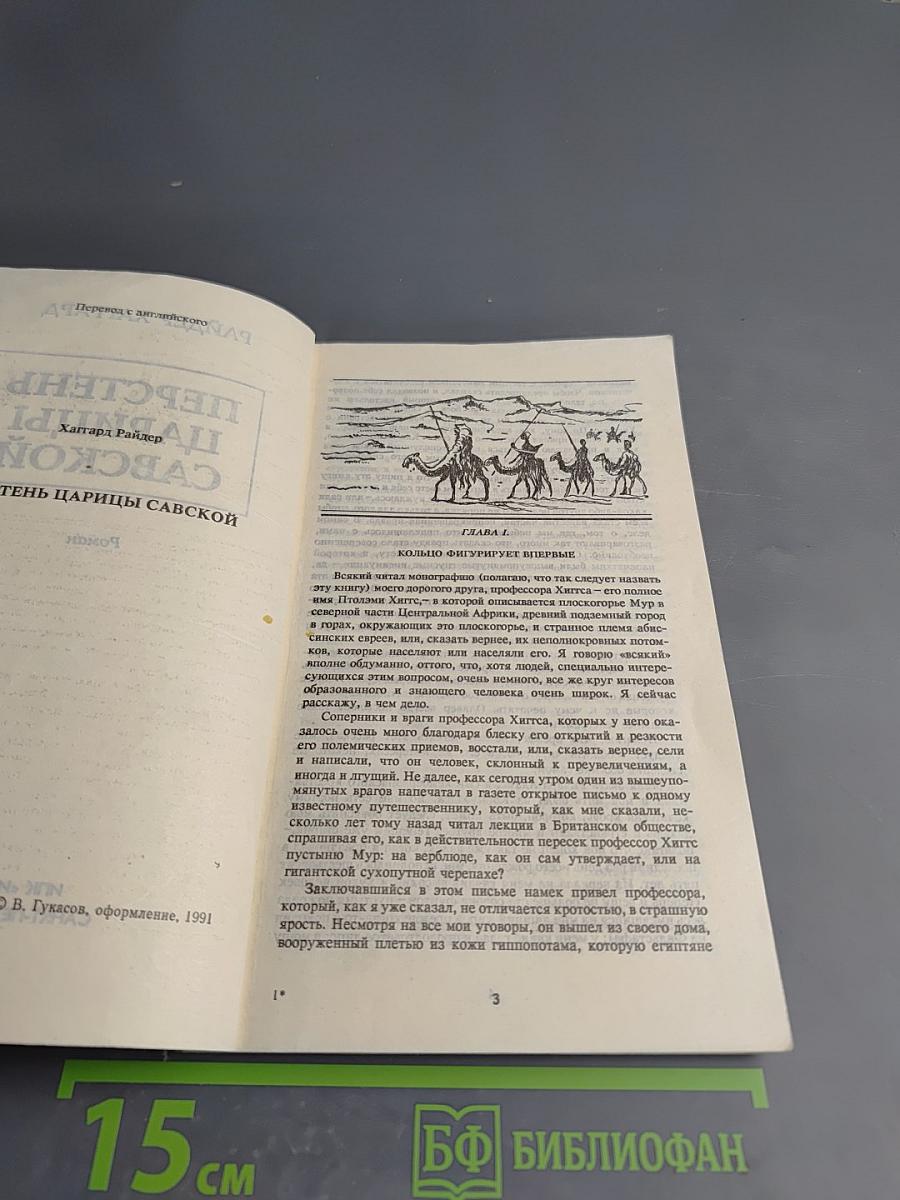 Перевод с английского
РАЙДЕР ХАГГАРД
ПЕРСТЕНЬ
ЦАРИЦЫ
САВСКОЙ
Хаггард Райдер
ТЕНЬ ЦАРИЦЫ САВСКОЙ
Роман
© В. Гукасов, оформление, 1991
ГЛАВА I.
КОЛЬЦО ФИГУРИРУЕТ ВПЕРВЫЕ
Всякий читал монографию (полагаю, что так следует назвать
эту книгу) моего дорогого друга, профессора Хиггса — его полное
имя Птолэми Хиггс,— в которой описывается плоскогорье Мур в
северной части Центральной Африки, древний подземный город
в горах, окружающих это плоскогорье, и странное племя абис-
синских евреев, или, сказать вернее, их неполнокровных потом-
ков, которые населяют или населяли его. Я говорю «всякий»
вполне обдуманно, оттого, что, хотя людей, специально интере-
сующихся этим вопросом, очень немного, все же круг интересов
образованного и знающего человека очень широк. Я сейчас
расскажу, в чем дело.
Соперники и враги профессора Хиггса, которых у него ока-
залось очень много благодаря блеску его открытий и резкости
его полемических приемов, восстали, или, сказать вернее, сели
и написали, что он человек, склонный к преувеличениям, а
иногда и лгущий. Не далее, как сегодня утром один из вышеупо-
мянутых врагов напечатал в газете открытое письмо к одному
известному путешественнику, который, как мне сказали, не-
сколько лет тому назад читал лекции в Британском обществе,
спрашивая его, как в действительности пересек профессор Хиггс
пустыню Мур: на верблюде, как он сам утверждает, или на
гигантской сухопутной черепахе?
Заключавшийся в этом письме намек привел профессора,
который, как я уже сказал, не отличается кротостью, в страшную
ярость. Несмотря на все мои уговоры, он вышел из своего дома,
вооруженный плетью из кожи гиппопотама, которую египтяне
1*
3
15 см
БФ БИБЛИОФАН